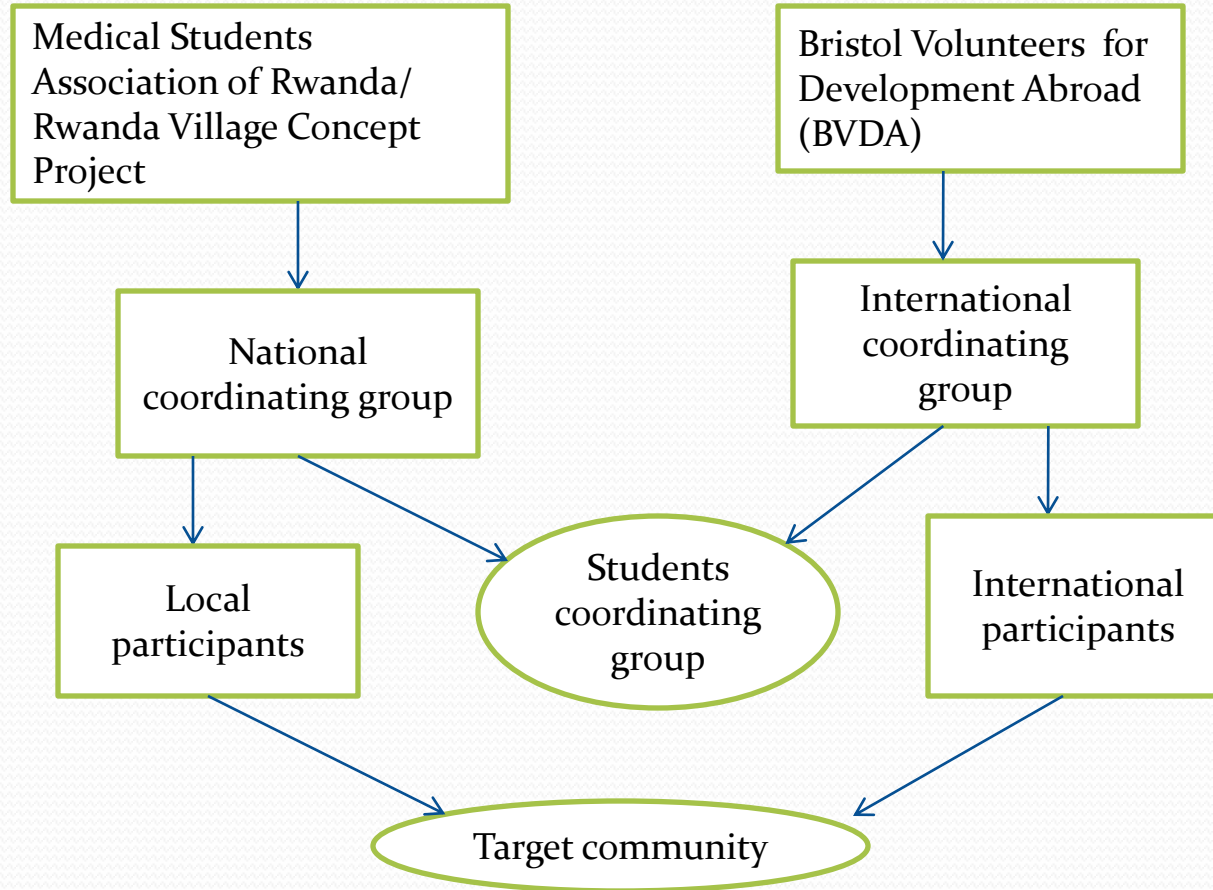 Medical Students
Association of Rwanda/
Rwanda Village Concept
Project
Bristol Volunteers for
Development Abroad
(BVDA)
National
coordinating group
International
coordinating
group
Local
participants
Students
coordinating
group
International
participants
Target community